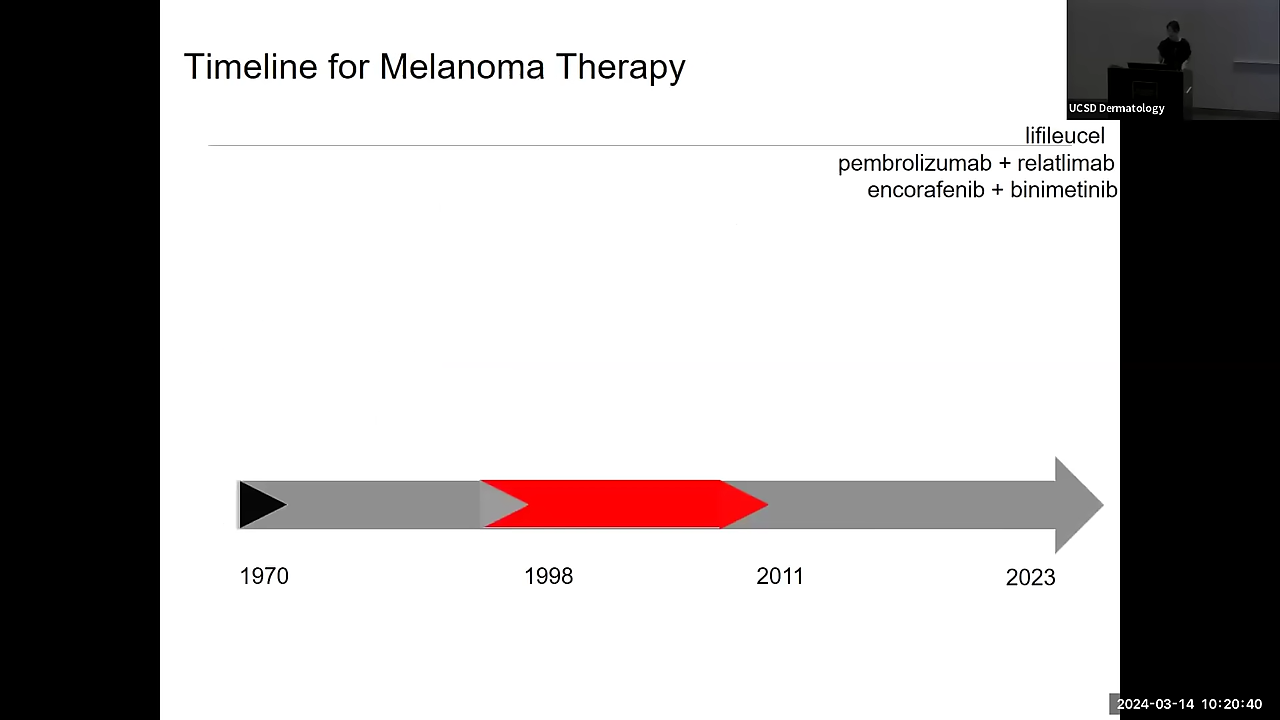 Timeline for Melanoma Therapy
UCSD Dermatology
lifileucel
pembrolizumab + relatlimab
encorafenib + binimetinib
1970
1998
2011
2023
2024-03-14 10:20:40